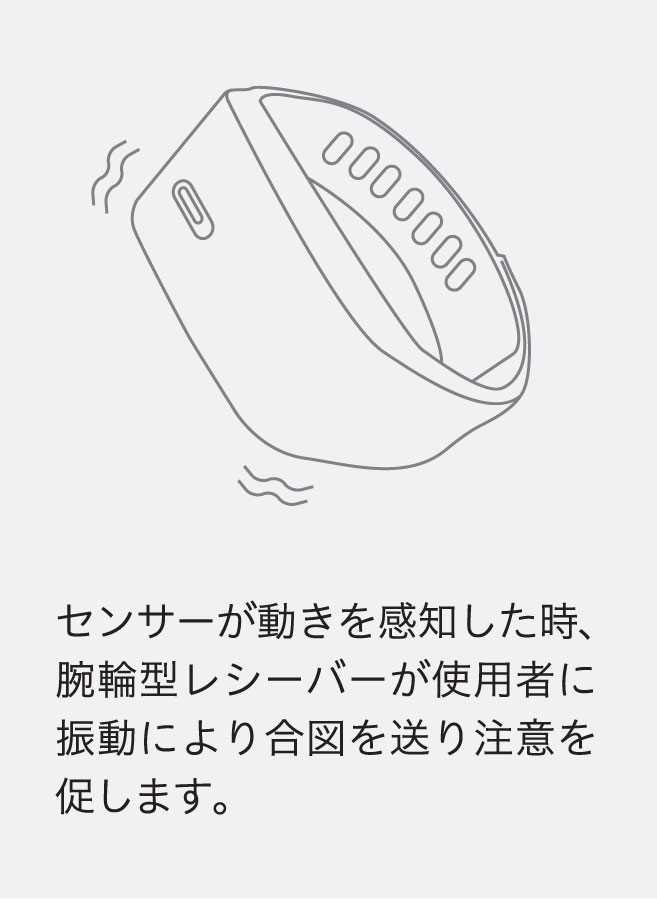 センサーが動きを感知した時、
腕輪型レシーバーが使用者に
振動により合図を送り注意を
促します。